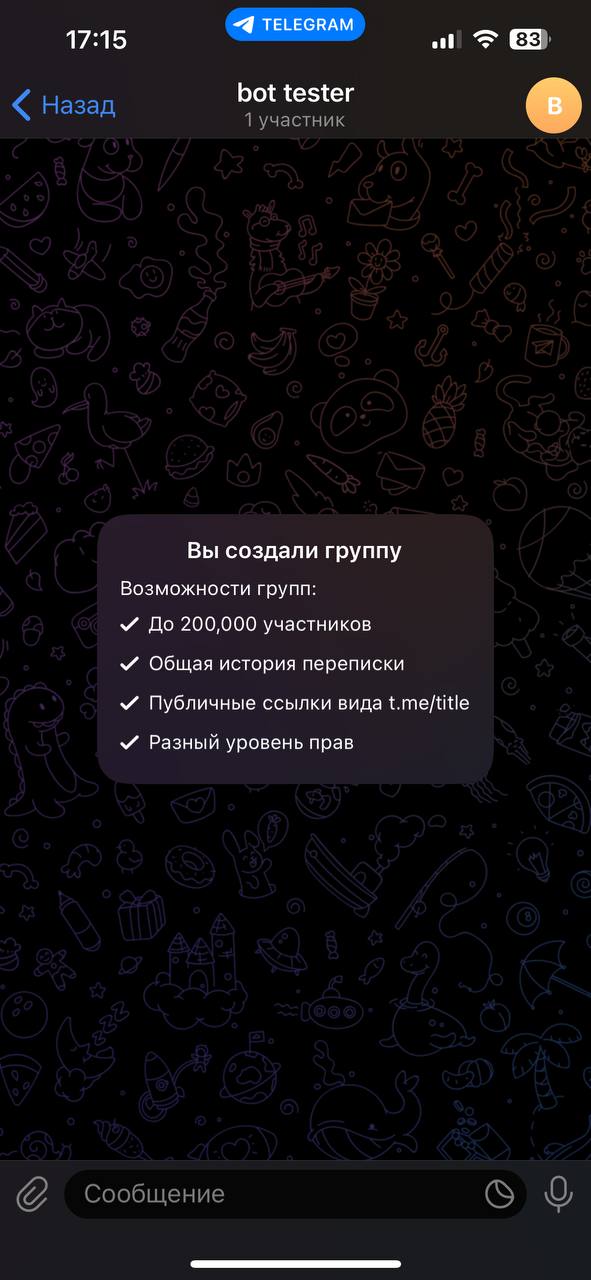 17:15
TELEGRAM
83
Назад
bot tester
1 участник
B
Вы создали группу
Возможности групп:
До 200,000 участников
Общая история переписки
Публичные ссылки вида t.me/title
Разный уровень прав
8
Сообщение